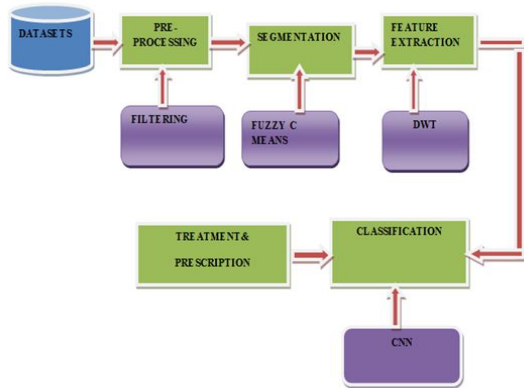 DATASETS
PRE-
PROCESSING
SEGMENTATION
FEATURE
EXTRACTION
FILTERING
FUZZY C
MEANS
DWT
TREATMENT&
PRESCRIPTION
CLASSIFICATION
CNN